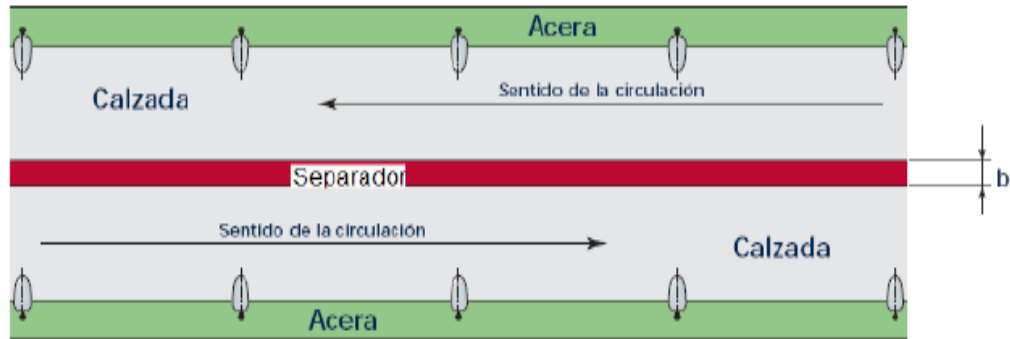 Acera
Calzada
Sentido de la circulación
Separador
b
Sentido de la circulación
Calzada
Acera